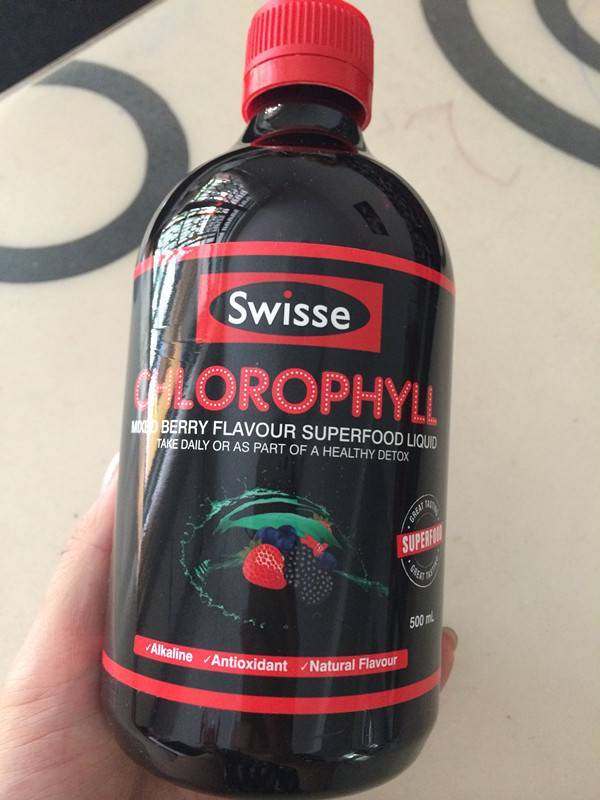 Swisse
CHLOROPHYLL
MIXED BERRY FLAVOUR SUPERFOOD LIQUID
TAKE DAILY OR AS PART OF A HEALTHY DETOX
GREAT TASTING
SUPERFOOD
GREAT TASTING
500 mL
✓Alkaline ✓Antioxidant ✓Natural Flavour